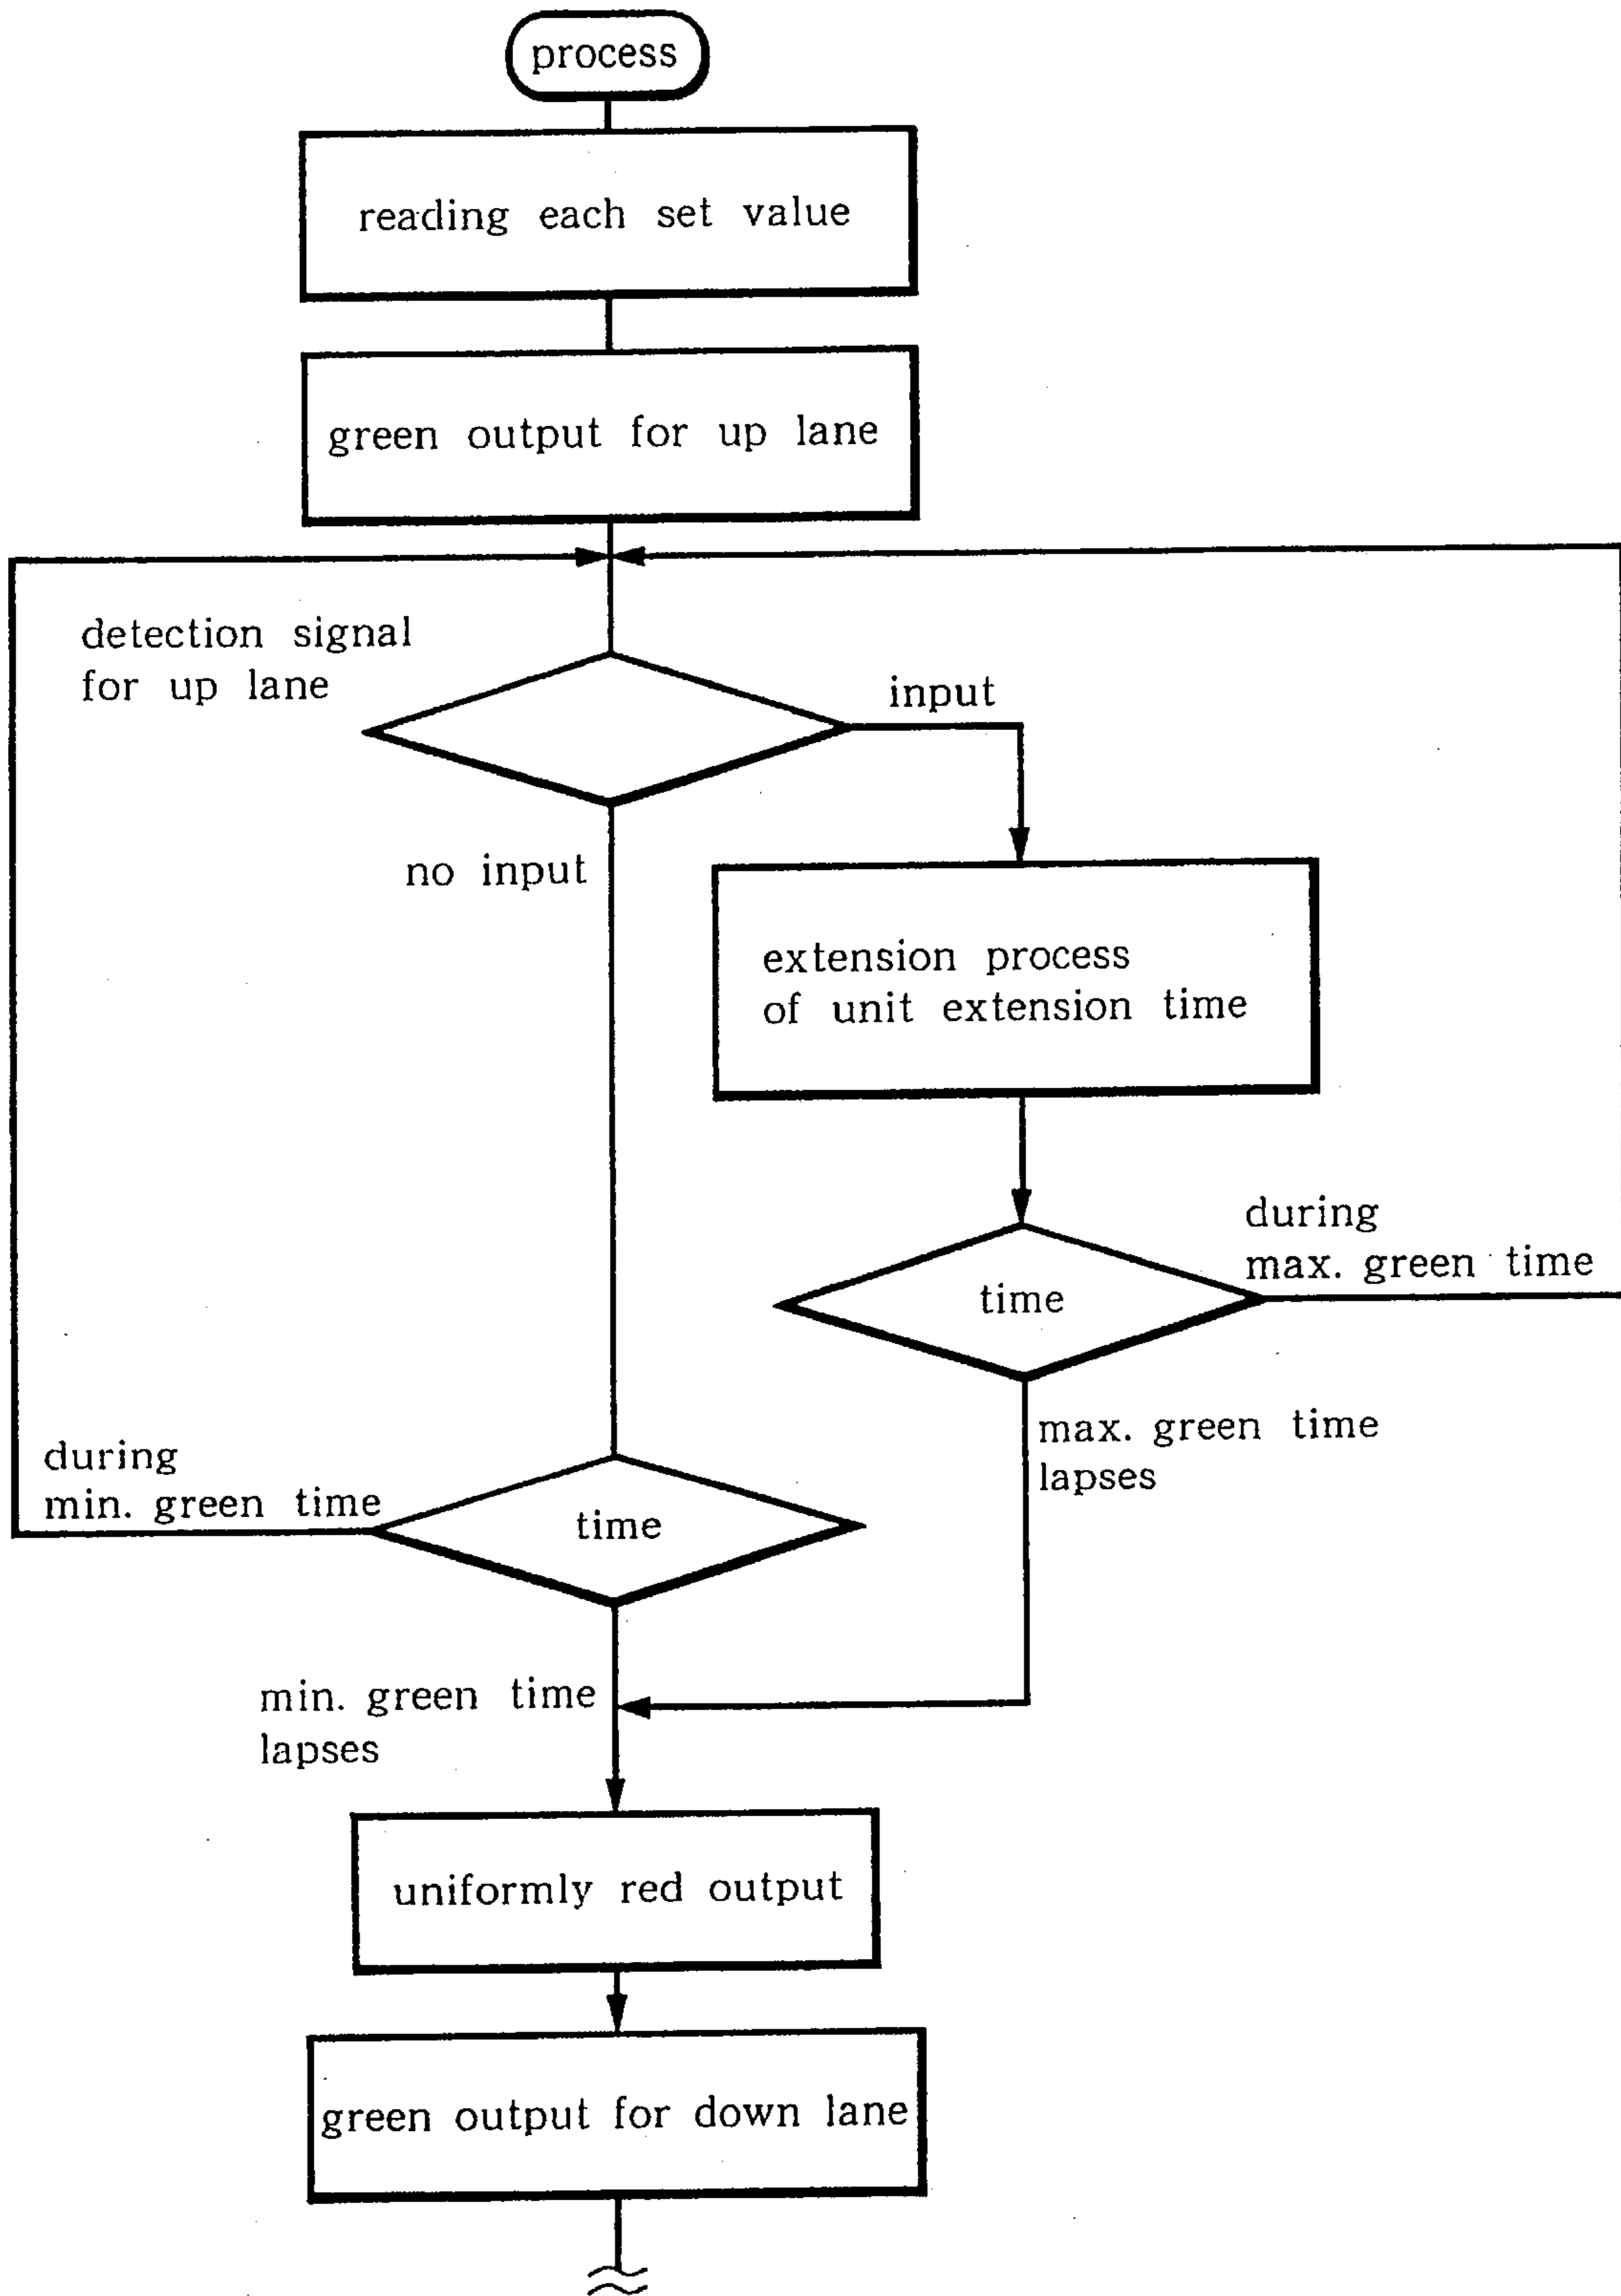 process
reading each set value
green output for up lane
detection signal
for up lane
input
no input
extension process
of unit extension time
during
max. green time
time
max. green time
lapses
during
min. green time
time
min. green time
lapses
uniformly red output
green output for down lane